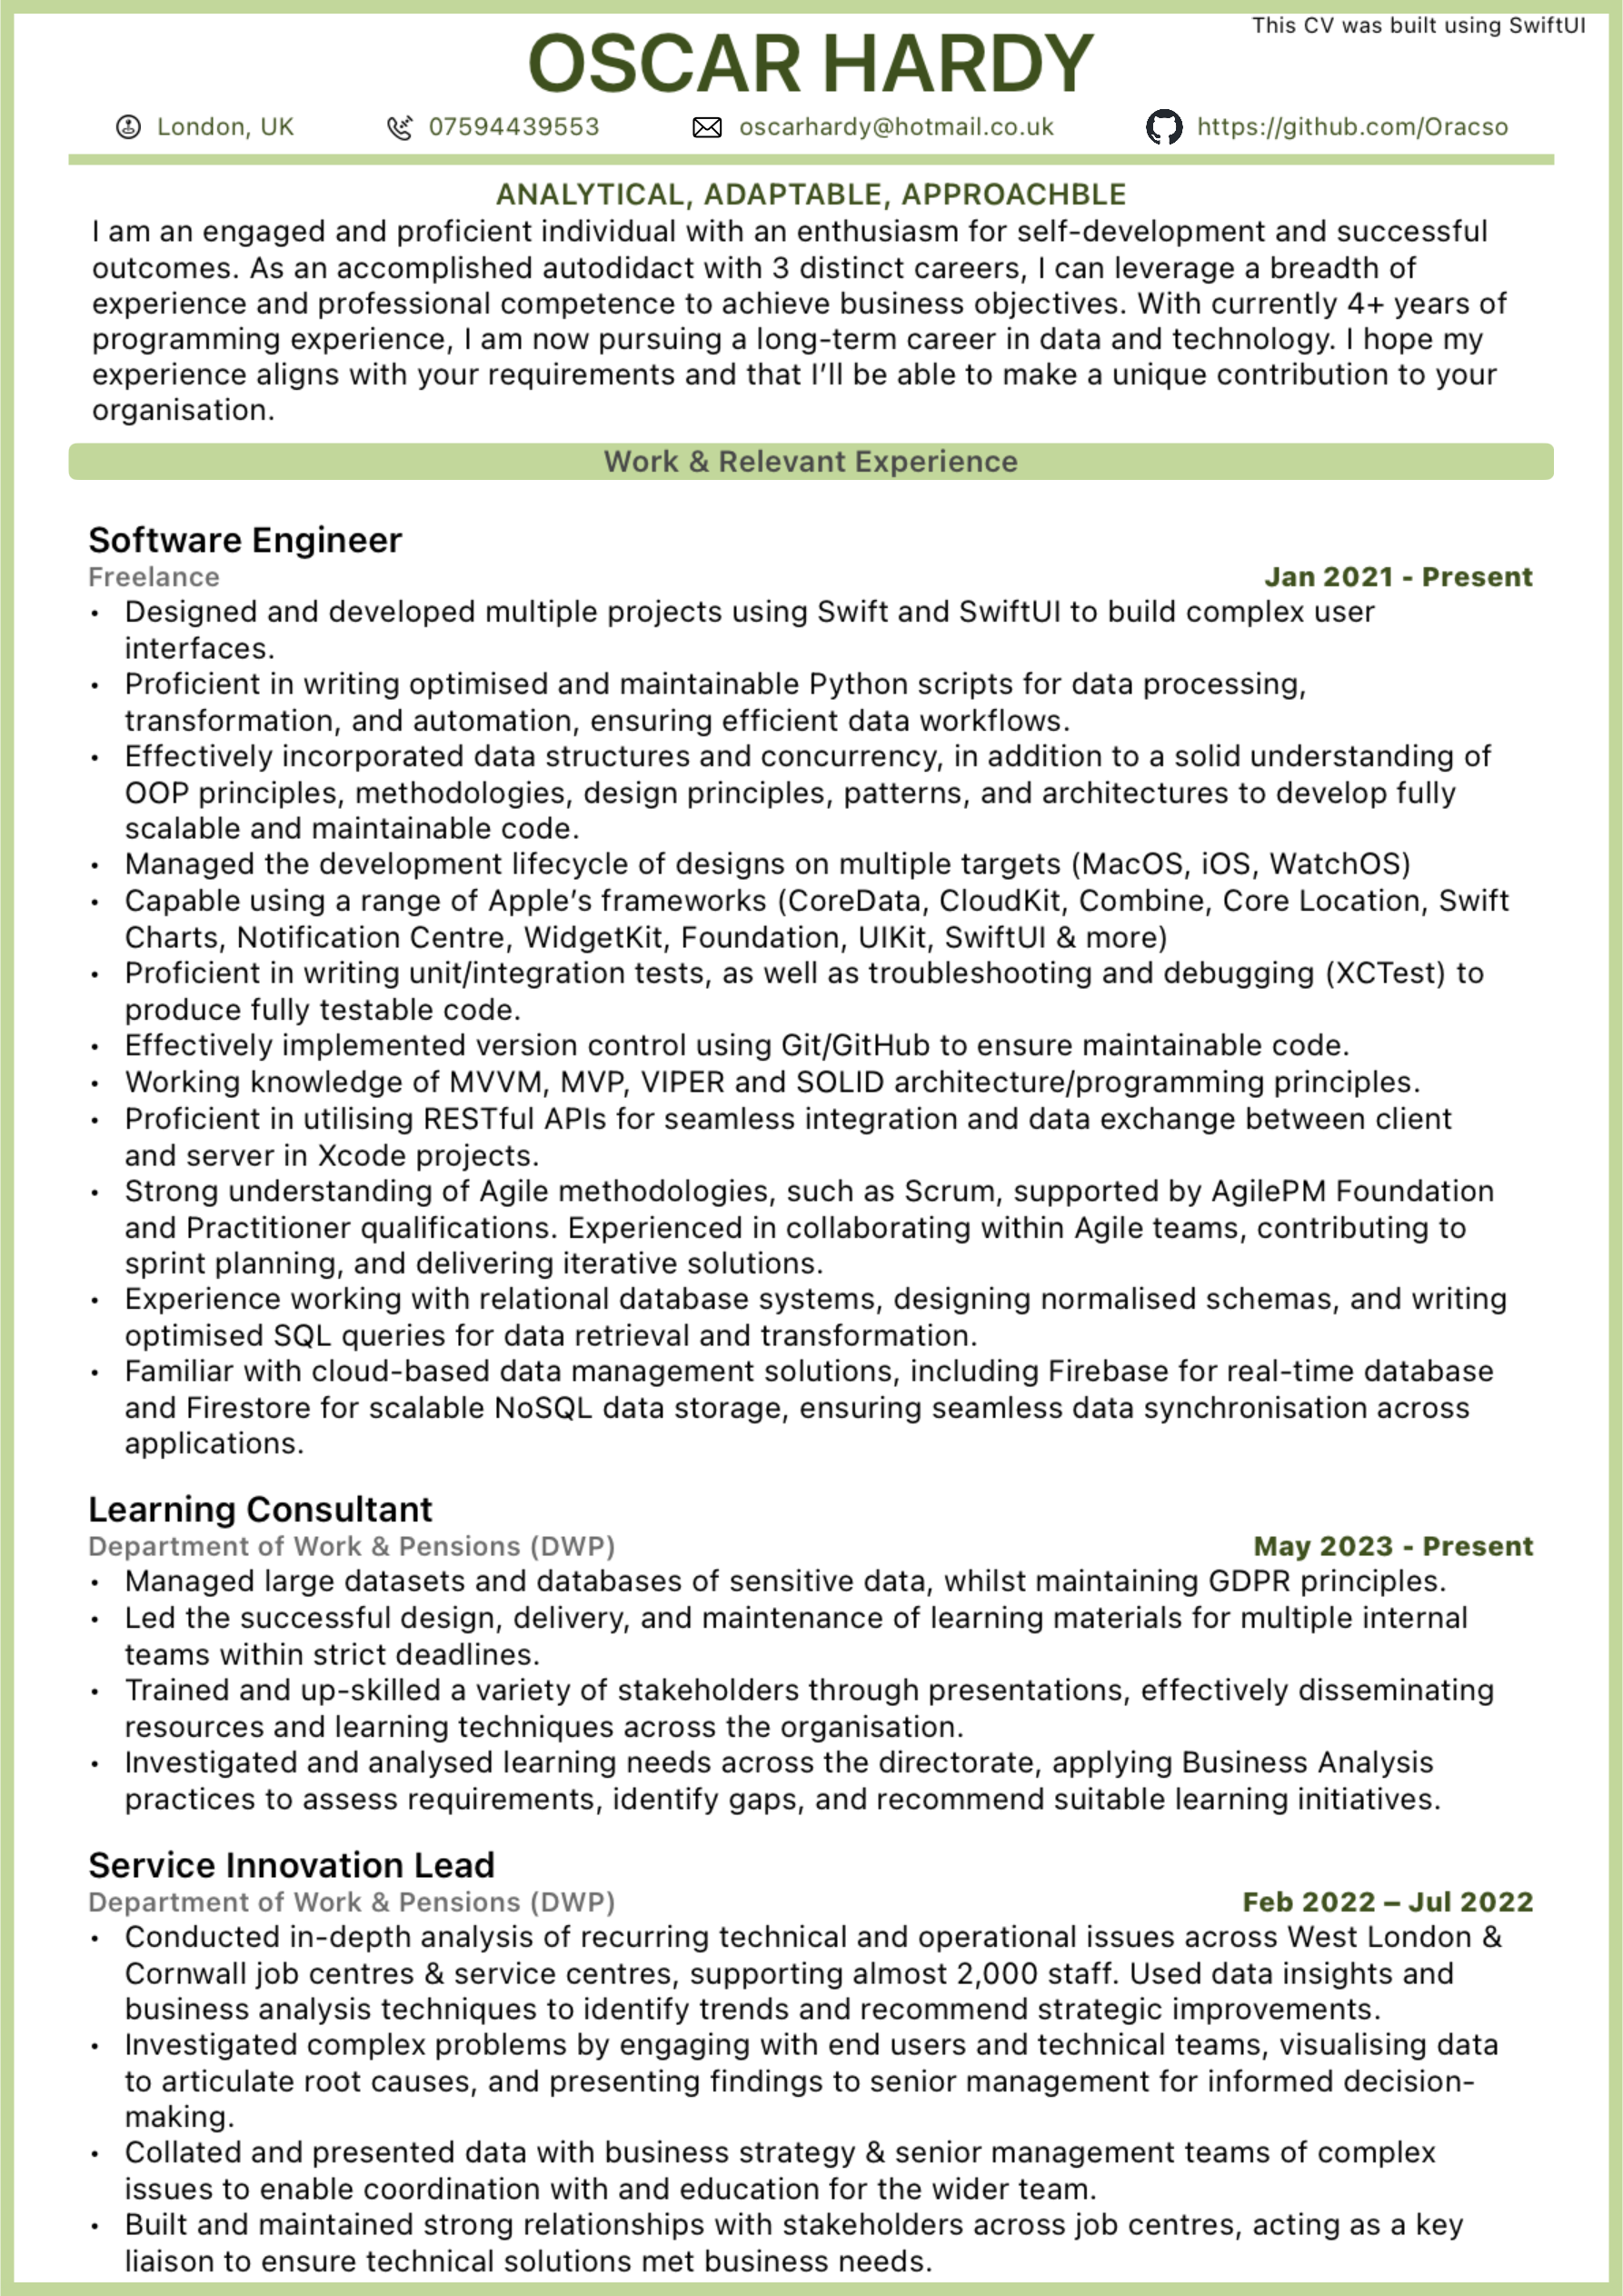 This CV was built using SwiftUI
OSCAR HARDY
London, UK 07594439553 oscarhardy@hotmail.co.uk https://github.com/Oracso
ANALYTICAL, ADAPTABLE, APPROACHBLE
I am an engaged and proficient individual with an enthusiasm for self-development and successful
outcomes. As an accomplished autodidact with 3 distinct careers, I can leverage a breadth of
experience and professional competence to achieve business objectives. With currently 4+ years of
programming experience, I am now pursuing a long-term career in data and technology. I hope my
experience aligns with your requirements and that I’ll be able to make a unique contribution to your
organisation.
Work & Relevant Experience
Software Engineer
Freelance Jan 2021 - Present
• Designed and developed multiple projects using Swift and SwiftUI to build complex user
interfaces.
• Proficient in writing optimised and maintainable Python scripts for data processing,
transformation, and automation, ensuring efficient data workflows.
• Effectively incorporated data structures and concurrency, in addition to a solid understanding of
OOP principles, methodologies, design principles, patterns, and architectures to develop fully
scalable and maintainable code.
• Managed the development lifecycle of designs on multiple targets (MacOS, iOS, WatchOS)
• Capable using a range of Apple’s frameworks (CoreData, CloudKit, Combine, Core Location, Swift
Charts, Notification Centre, WidgetKit, Foundation, UIKit, SwiftUI & more)
• Proficient in writing unit/integration tests, as well as troubleshooting and debugging (XCTest) to
produce fully testable code.
• Effectively implemented version control using Git/GitHub to ensure maintainable code.
• Working knowledge of MVVM, MVP, VIPER and SOLID architecture/programming principles.
• Proficient in utilising RESTful APIs for seamless integration and data exchange between client
and server in Xcode projects.
• Strong understanding of Agile methodologies, such as Scrum, supported by AgilePM Foundation
and Practitioner qualifications. Experienced in collaborating within Agile teams, contributing to
sprint planning, and delivering iterative solutions.
• Experience working with relational database systems, designing normalised schemas, and writing
optimised SQL queries for data retrieval and transformation.
• Familiar with cloud-based data management solutions, including Firebase for real-time database
and Firestore for scalable NoSQL data storage, ensuring seamless data synchronisation across
applications.
Learning Consultant
Department of Work & Pensions (DWP) May 2023 - Present
• Managed large datasets and databases of sensitive data, whilst maintaining GDPR principles.
• Led the successful design, delivery, and maintenance of learning materials for multiple internal
teams within strict deadlines.
• Trained and up-skilled a variety of stakeholders through presentations, effectively disseminating
resources and learning techniques across the organisation.
• Investigated and analysed learning needs across the directorate, applying Business Analysis
practices to assess requirements, identify gaps, and recommend suitable learning initiatives.
Service Innovation Lead
Department of Work & Pensions (DWP) Feb 2022 – Jul 2022
• Conducted in-depth analysis of recurring technical and operational issues across West London &
Cornwall job centres & service centres, supporting almost 2,000 staff. Used data insights and
business analysis techniques to identify trends and recommend strategic improvements.
• Investigated complex problems by engaging with end users and technical teams, visualising data
to articulate root causes, and presenting findings to senior management for informed decision-
making.
• Collated and presented data with business strategy & senior management teams of complex
issues to enable coordination with and education for the wider team.
• Built and maintained strong relationships with stakeholders across job centres, acting as a key
liaison to ensure technical solutions met business needs.